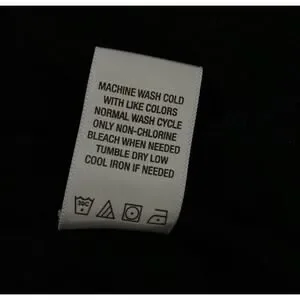 MACHINE WASH COLD
WITH LIKE COLORS
NORMAL WASH CYCLE
ONLY NON-CHLORINE
BLEACH WHEN NEEDED
TUMBLE DRY LOW
COOL IRON IF NEEDED
30C